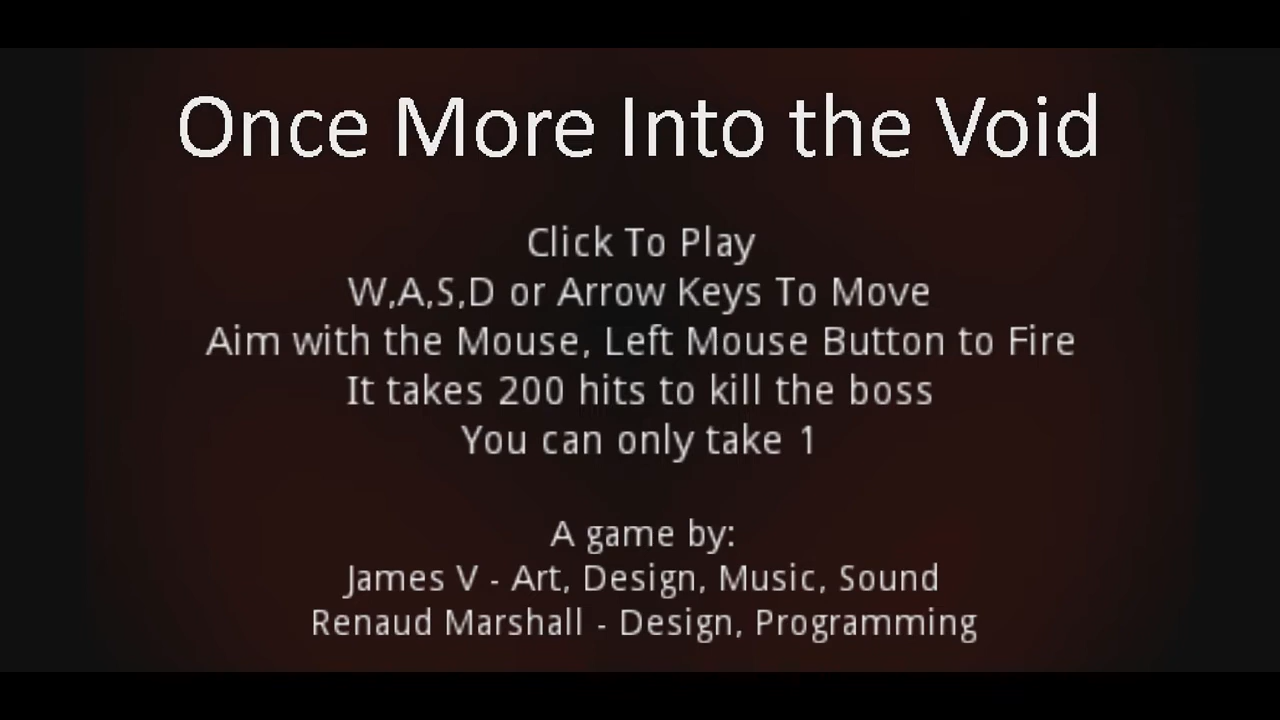 Once More Into the Void
Click To Play
W,A,S,D or Arrow Keys To Move
Aim with the Mouse, Left Mouse Button to Fire
It takes 200 hits to kill the boss
You can only take 1
A game by:
James V - Art, Design, Music, Sound
Renaud Marshall - Design, Programming